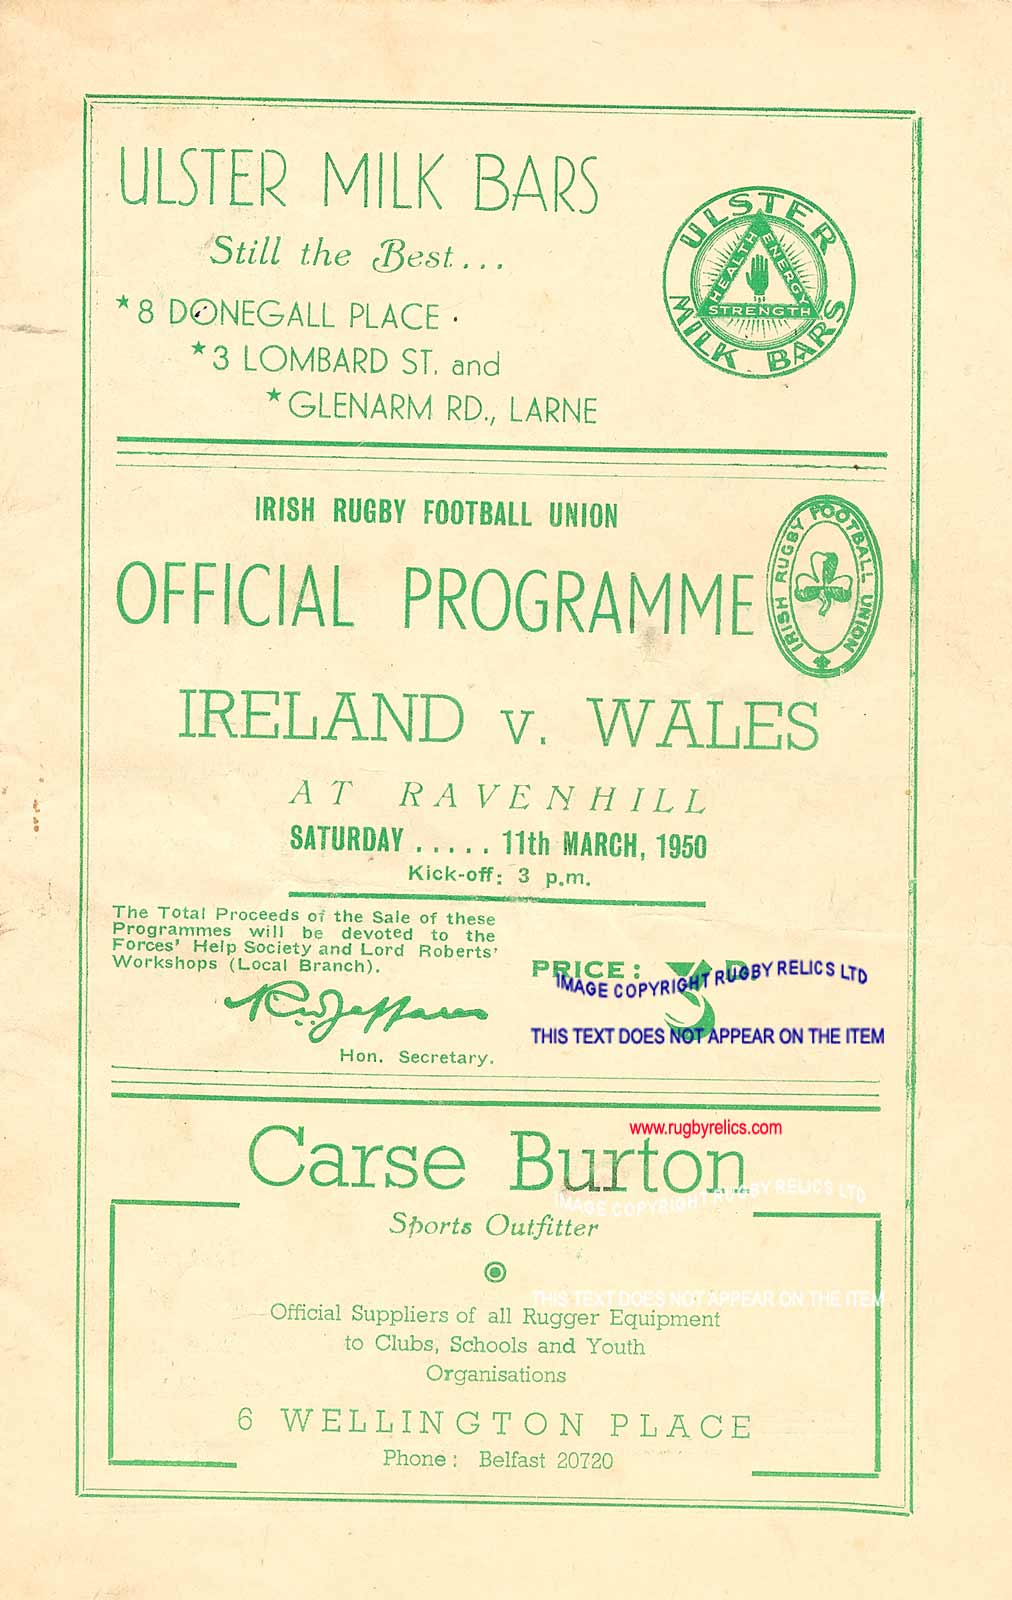 ULSTER MILK BARS
Still the Best...
*8 DONEGALL PLACE
*3 LOMBARD ST. and
*GLENARM RD., LARNE
ULSTER MILK BARS
HEALTH ENERGY STRENGTH
IRISH RUGBY FOOTBALL UNION
OFFICIAL PROGRAMME
IRISH RUGBY FOOTBALL UNION
IRELAND v. WALES
AT RAVENHILL
SATURDAY ..... 11th MARCH, 1950
Kick-off: 3 p.m.
The Total Proceeds of the Sale of these
Programmes will be devoted to the
Forces' Help Society and Lord Roberts'
Workshops (Local Branch).
Hon. Secretary.
PRICE: 3D
IMAGE COPYRIGHT RUGBY RELICS LTD
THIS TEXT DOES NOT APPEAR ON THE ITEM
www.rugbyrelics.com
Carse Burton
IMAGE COPYRIGHT RUGBY RELICS LTD
Sports Outfitter
THIS TEXT DOES NOT APPEAR ON THE ITEM
Official Suppliers of all Rugger Equipment
to Clubs, Schools and Youth
Organisations
6 WELLINGTON PLACE
Phone: Belfast 20720